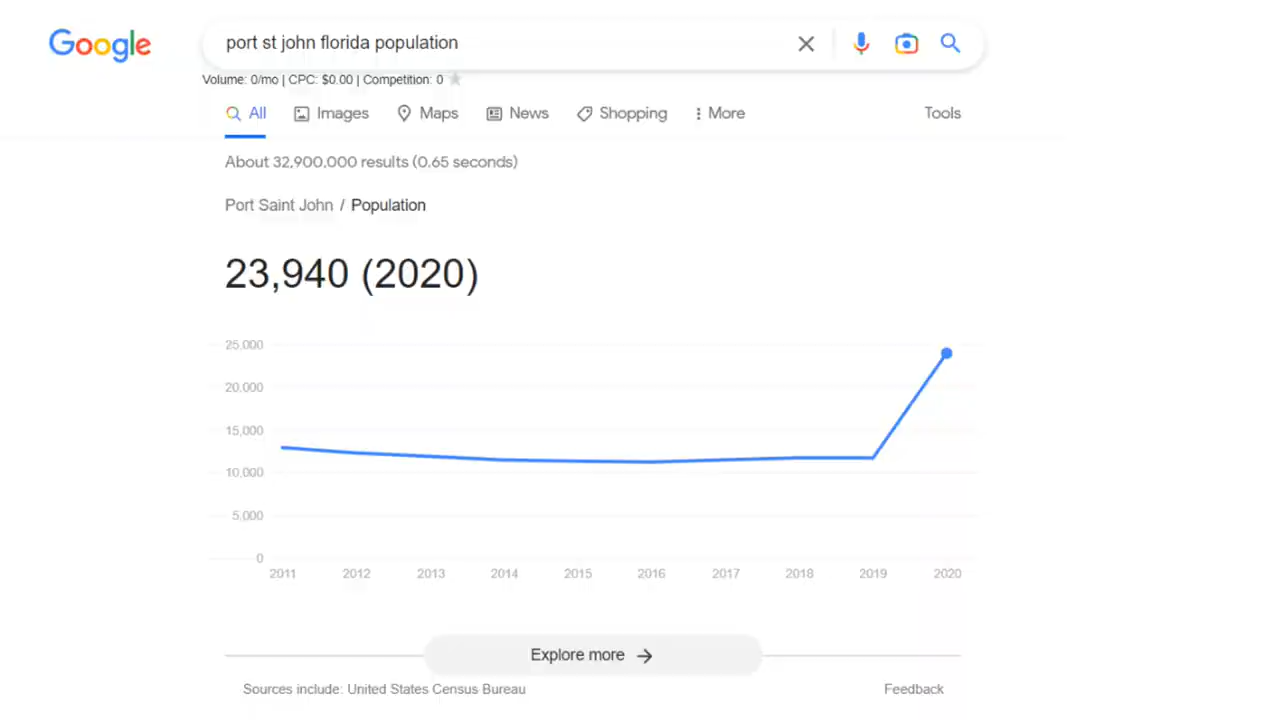 Google
port st john florida population
Volume: 0/mo | CPC: $0.00 | Competition: 0
All Images Maps News Shopping More Tools
About 32,900,000 results (0.65 seconds)
Port Saint John / Population
23,940 (2020)
25,000
20,000
15,000
10,000
5,000
0
2011 2012 2013 2014 2015 2016 2017 2018 2019 2020
Explore more
Sources include: United States Census Bureau Feedback